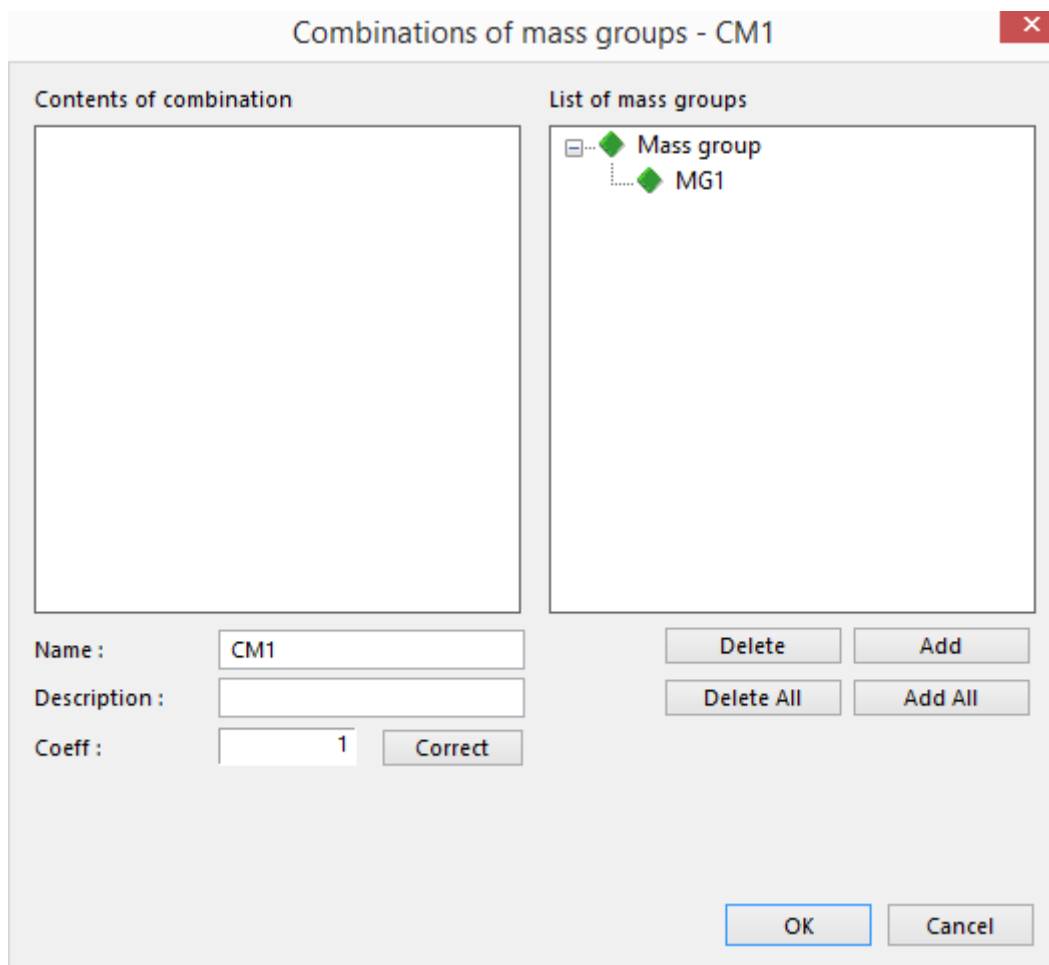 Combinations of mass groups - CM1
Contents of combination
List of mass groups
Mass group
MG1
Name : CM1
Delete Add
Description :
Delete All Add All
Coeff : 1 Correct
OK Cancel